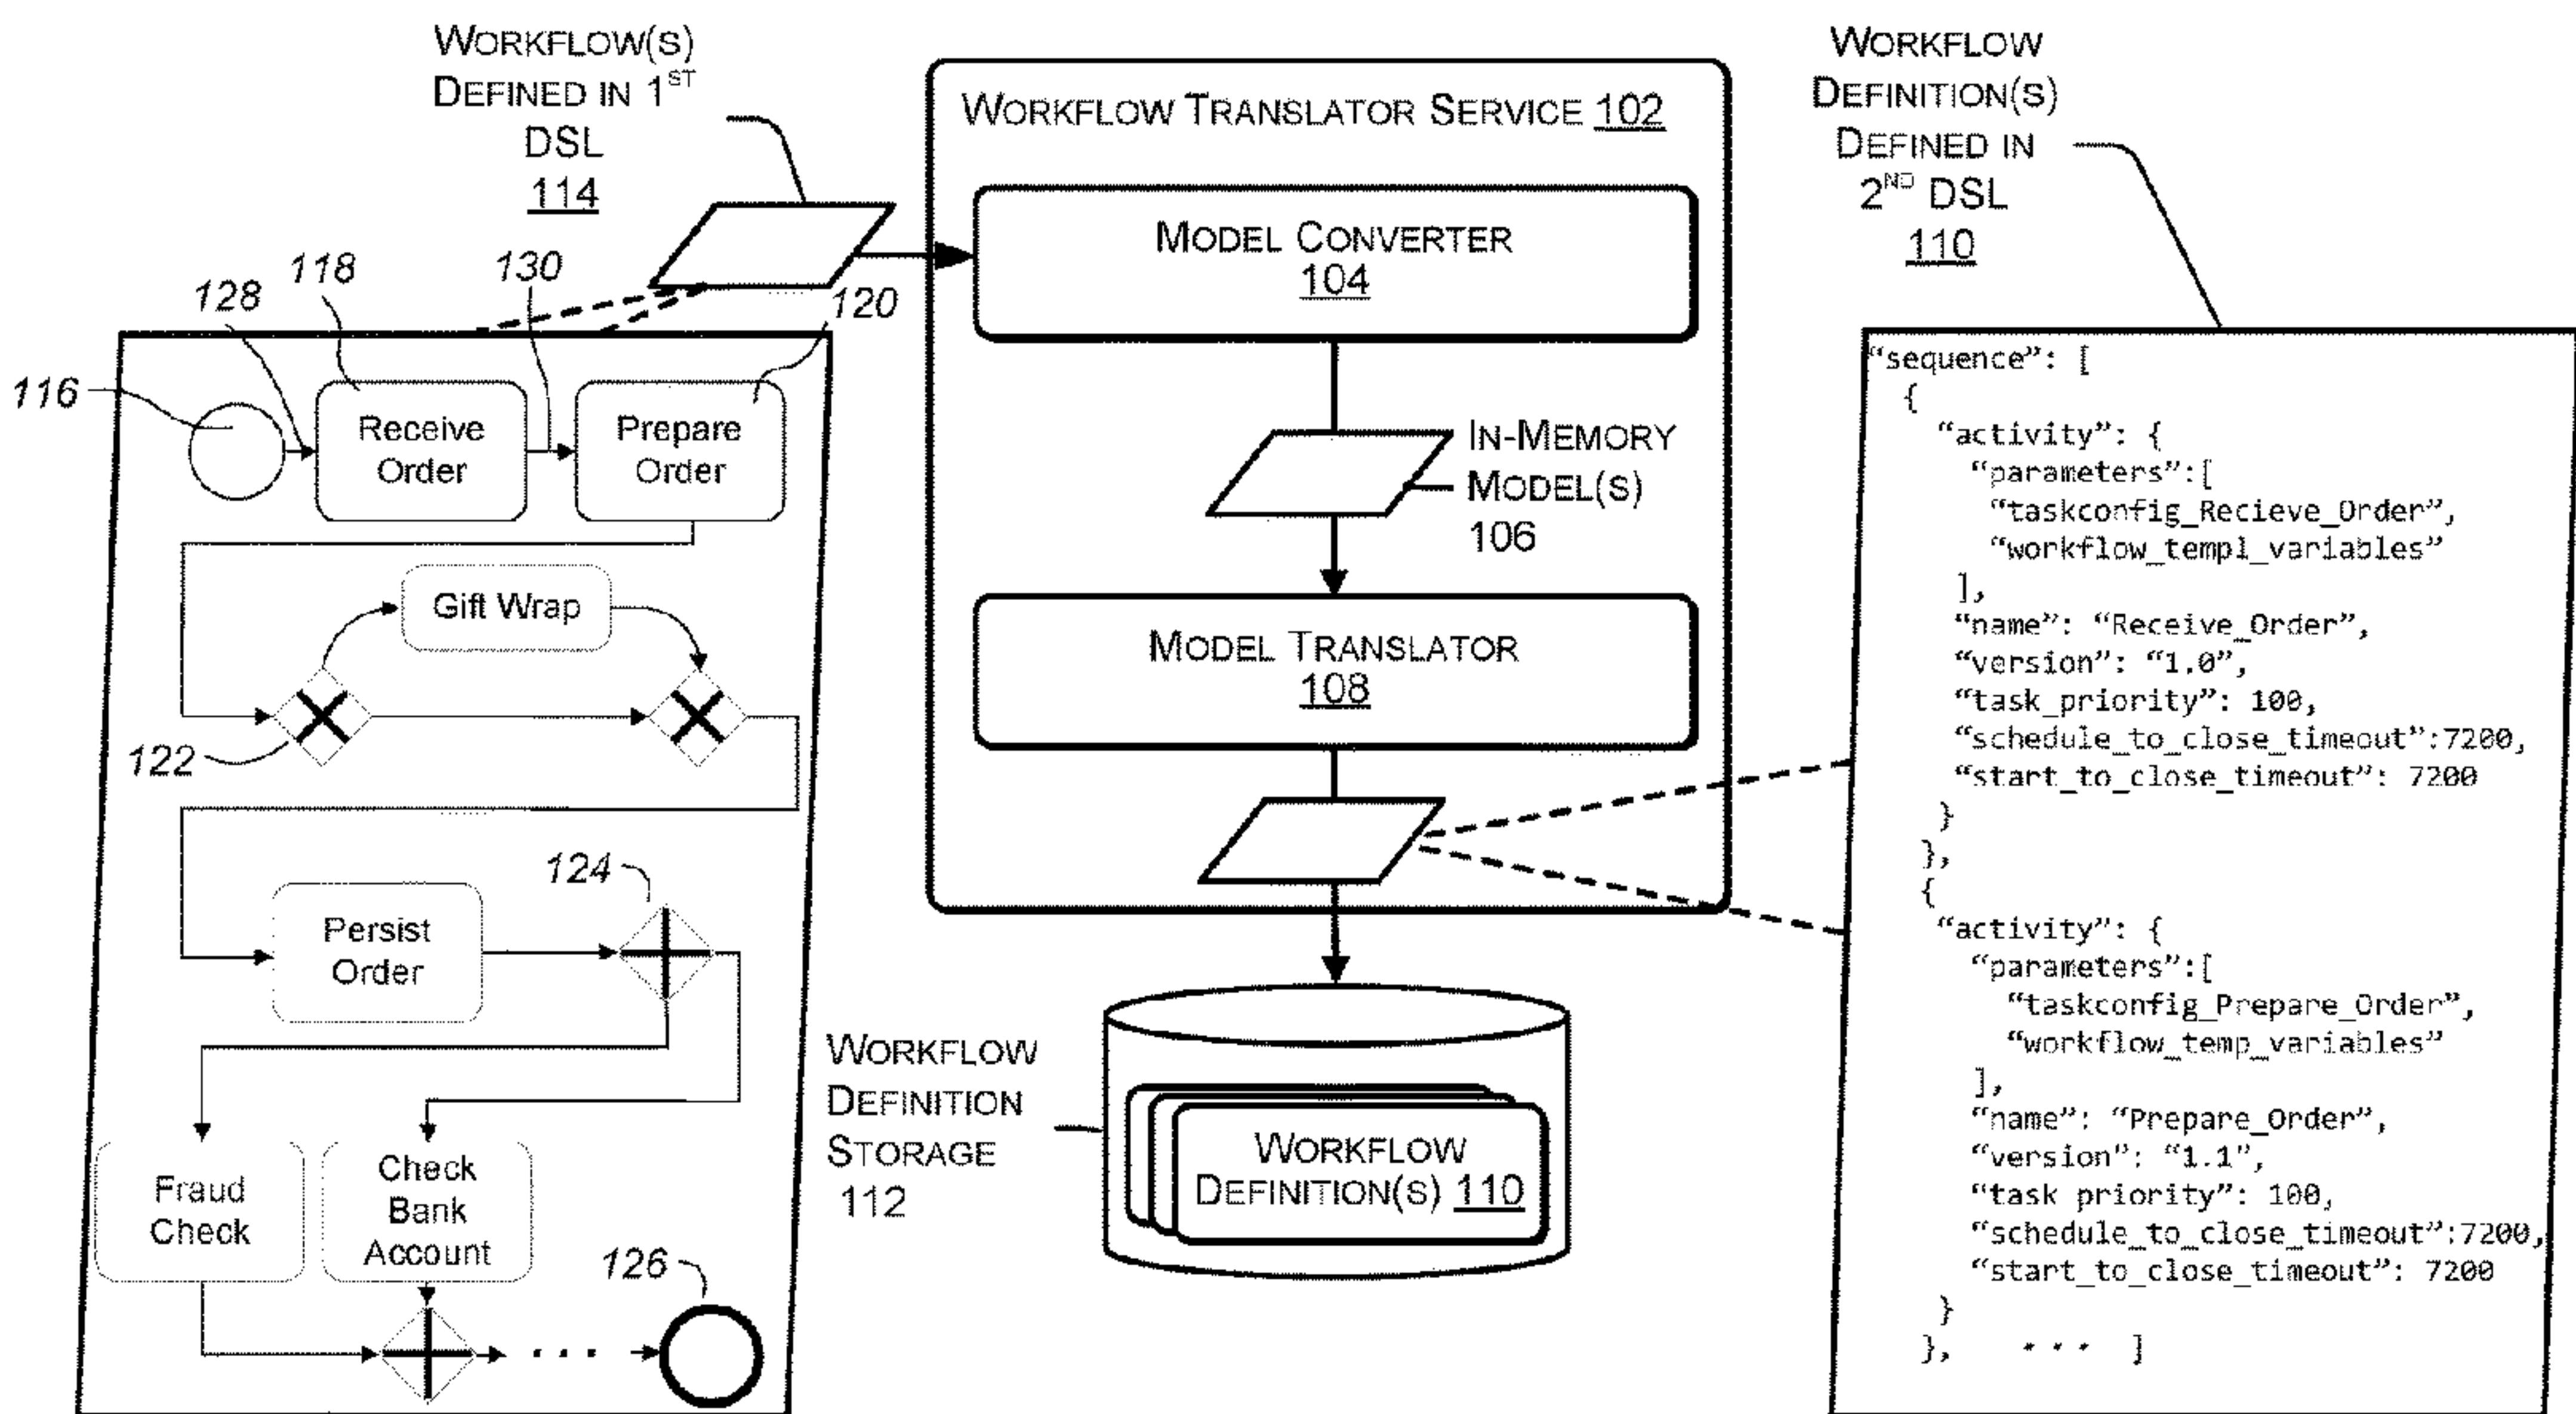 WORKFLOW(S)
DEFINED IN 1ST
DSL
114
128
118
130
120
116
Receive
Order
Prepare
Order
Gift Wrap
122
124
Persist
Order
Fraud
Check
Check
Bank
Account
126
. . .
WORKFLOW TRANSLATOR SERVICE 102
MODEL CONVERTER
104
IN-MEMORY
MODEL(S)
106
MODEL TRANSLATOR
108
WORKFLOW
DEFINITION
STORAGE
112
WORKFLOW
DEFINITION(S) 110
WORKFLOW
DEFINITION(S)
DEFINED IN
2ND DSL
110
“sequence”: [
{
“activity”: {
“parameters”:[
“taskconfig_Recieve_Order”,
“workflow_templ_variables”
],
“name”: “Receive_Order”,
“version”: “1.0”,
“task_priority”: 100,
“schedule_to_close_timeout”:7200,
“start_to_close_timeout”: 7200
}
},
{
“activity”: {
“parameters”:[
“taskconfig_Prepare_Order”,
“workflow_temp_variables”
],
“name”: “Prepare_Order”,
“version”: “1.1”,
“task priority”: 100,
“schedule_to_close_timeout”:7200,
“start_to_close_timeout”: 7200
}
}, . . . ]